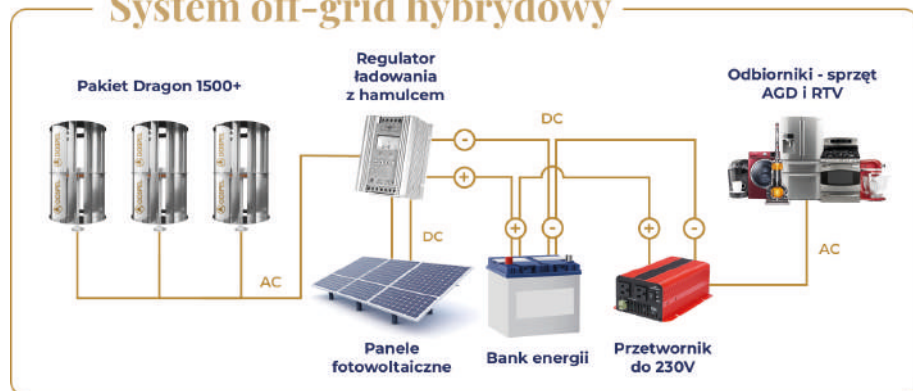 System off-grid hybrydowy
Pakiet Dragon 1500+
Regulator
ładowania
z hamulcem
Odbiorniki - sprzęt
AGD i RTV
DC
-
+
+
-
+
-
DC
AC
AC
Panele
fotowoltaiczne
Bank energii
Przetwornik
do 230V